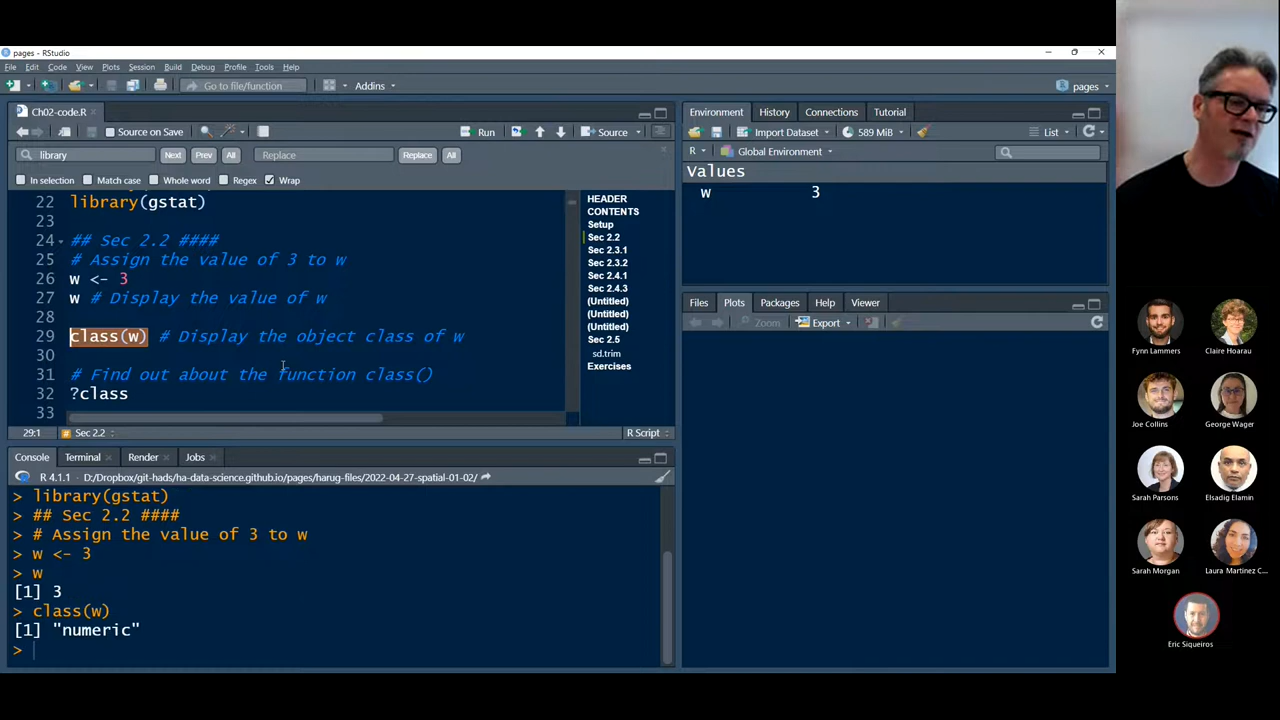 pages - RStudio
File Edit Code View Plots Session Build Debug Profile Tools Help
Go to file/function Addins pages
Ch02-code.R
Source on Save Run Source
library Next Prev All Replace Replace All
In selection Match case Whole word Regex Wrap
22 library(gstat)
23
24 ## Sec 2.2 ####
25 # Assign the value of 3 to w
26 w <- 3
27 w # Display the value of w
28
29 class(w) # Display the object class of w
30
31 # Find out about the function class()
32 ?class
33
29:1 Sec 2.2 R Script
HEADER
CONTENTS
Setup
Sec 2.2
Sec 2.3.1
Sec 2.3.2
Sec 2.4.1
Sec 2.4.3
(Untitled)
(Untitled)
(Untitled)
Sec 2.5
sd.trim
Exercises
Console Terminal Render Jobs
R 4.1.1 · D:/Dropbox/git-hads/ha-data-science.github.io/pages/harug-files/2022-04-27-spatial-01-02/
> library(gstat)
> ## Sec 2.2 ####
> # Assign the value of 3 to w
> w <- 3
> w
[1] 3
> class(w)
[1] "numeric"
>
Environment History Connections Tutorial
Import Dataset 589 MiB List
R Global Environment
Values
w 3
Files Plots Packages Help Viewer
Zoom Export
Fynn Lammers Claire Hoarau
Joe Collins George Wager
Sarah Parsons Elsadig Elamin
Sarah Morgan Laura Martinez C...
Eric Siqueiros